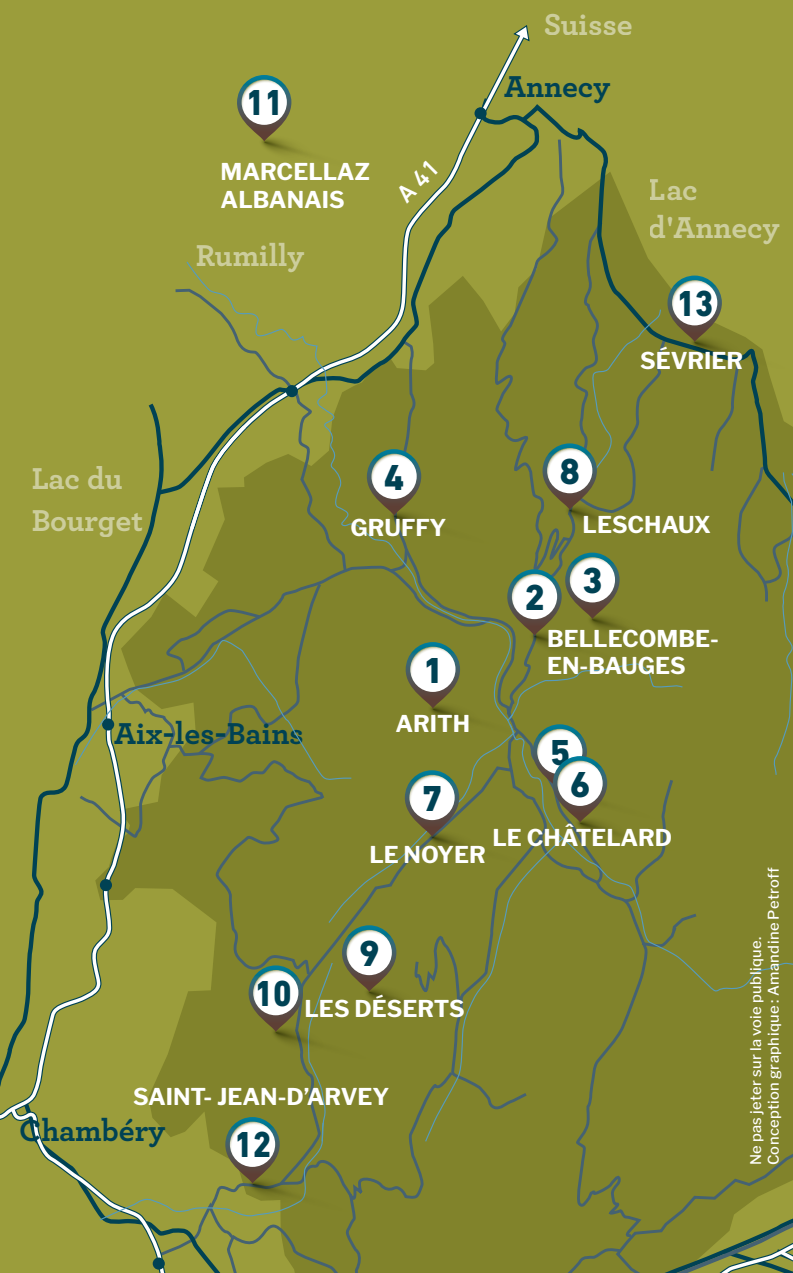 Suisse
Annecy
11
MARCELLAZ
ALBANAIS
A 41
Lac
d'Annecy
Rumilly
13
SÉVRIER
4
GRUFFY
8
LESCHAUX
Lac du
Bourget
2
3
BELLECOMBE-
EN-BAUGES
1
ARITH
Aix-les-Bains
5
6
LE CHÂTELARD
7
LE NOYER
9
10
LES DÉSERTS
SAINT- JEAN-D'ARVEY
Chambéry
12
Ne pas jeter sur la voie publique.
Conception graphique : Amandine Petroff